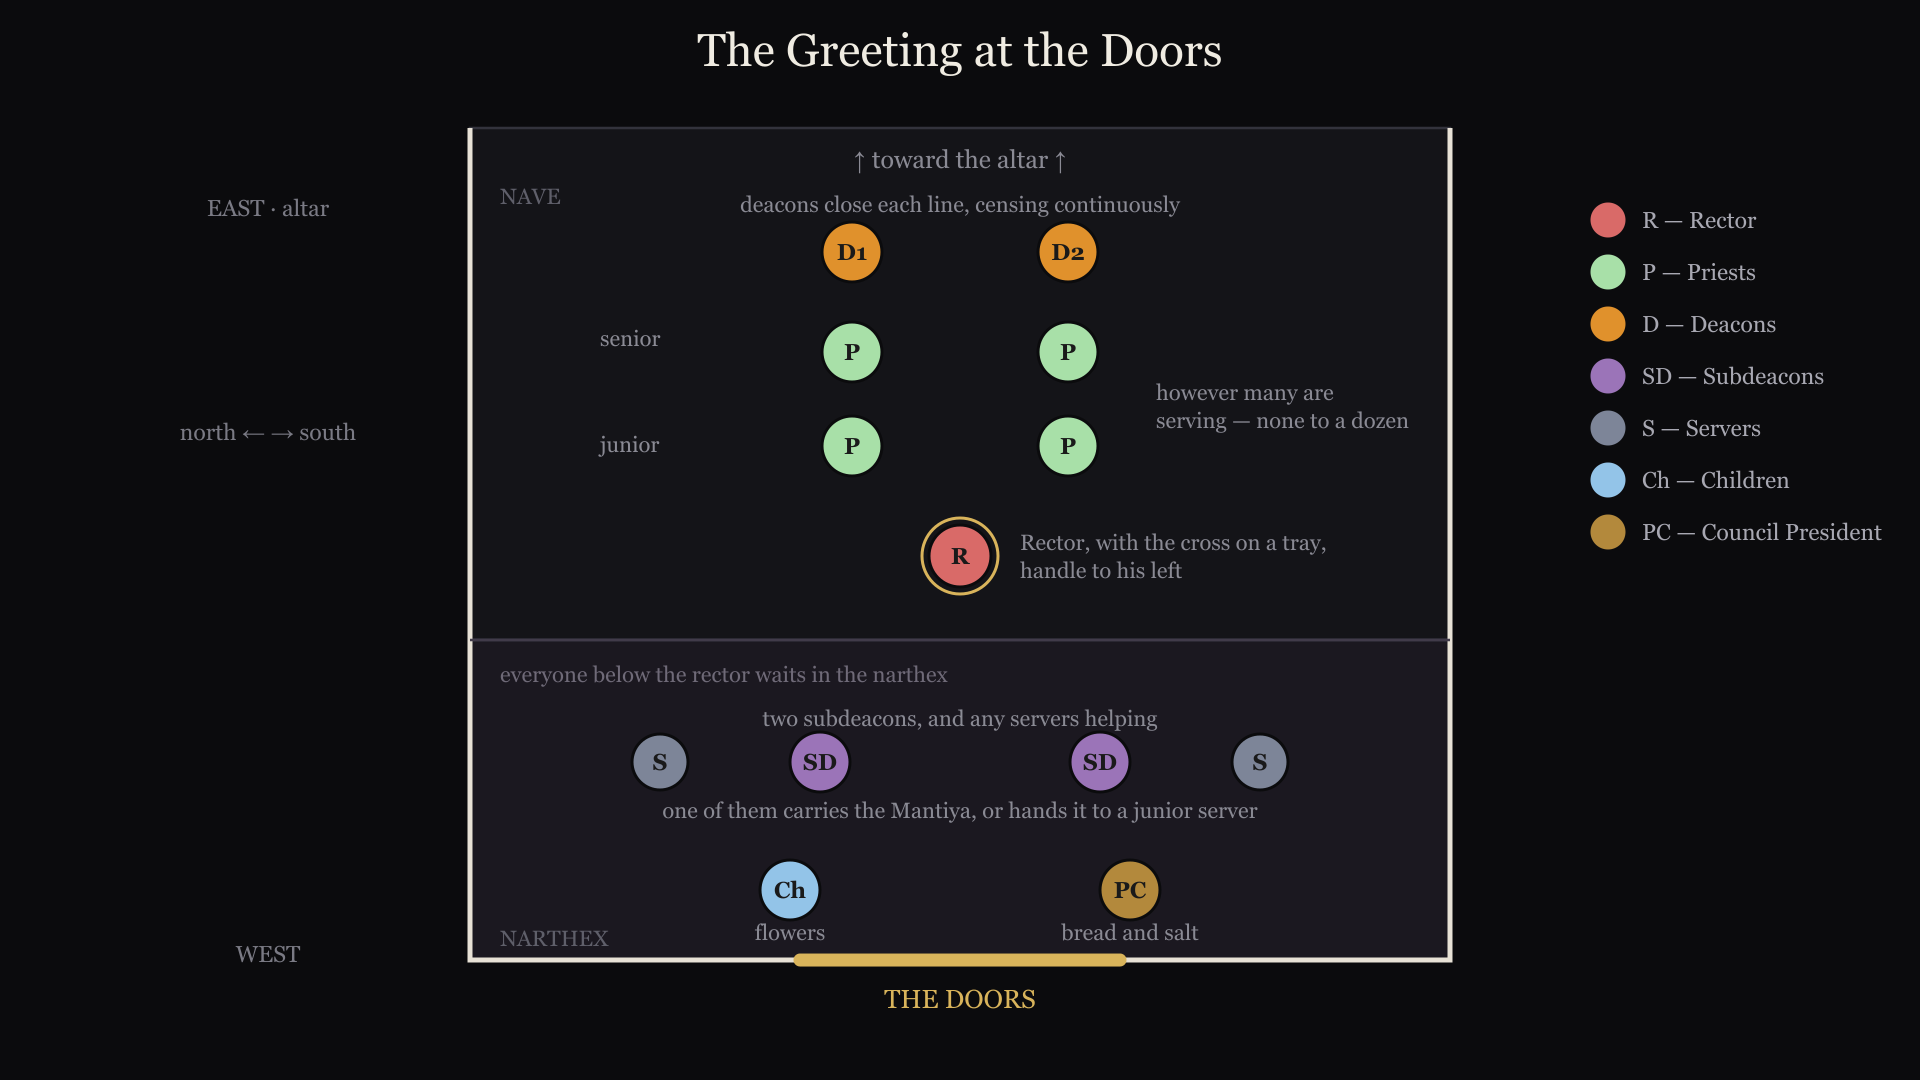 The Greeting at the Doors
↑ toward the altar ↑
NAVE
deacons close each line, censing continuously
EAST · altar
D1
D2
senior
P
P
however many are
serving — none to a dozen
north ← → south
junior
P
P
R
Rector, with the cross on a tray,
handle to his left
everyone below the rector waits in the narthex
two subdeacons, and any servers helping
S
SD
SD
S
one of them carries the Mantiya, or hands it to a junior server
Ch
PC
flowers
bread and salt
NARTHEX
WEST
THE DOORS
R — Rector
P — Priests
D — Deacons
SD — Subdeacons
S — Servers
Ch — Children
PC — Council President